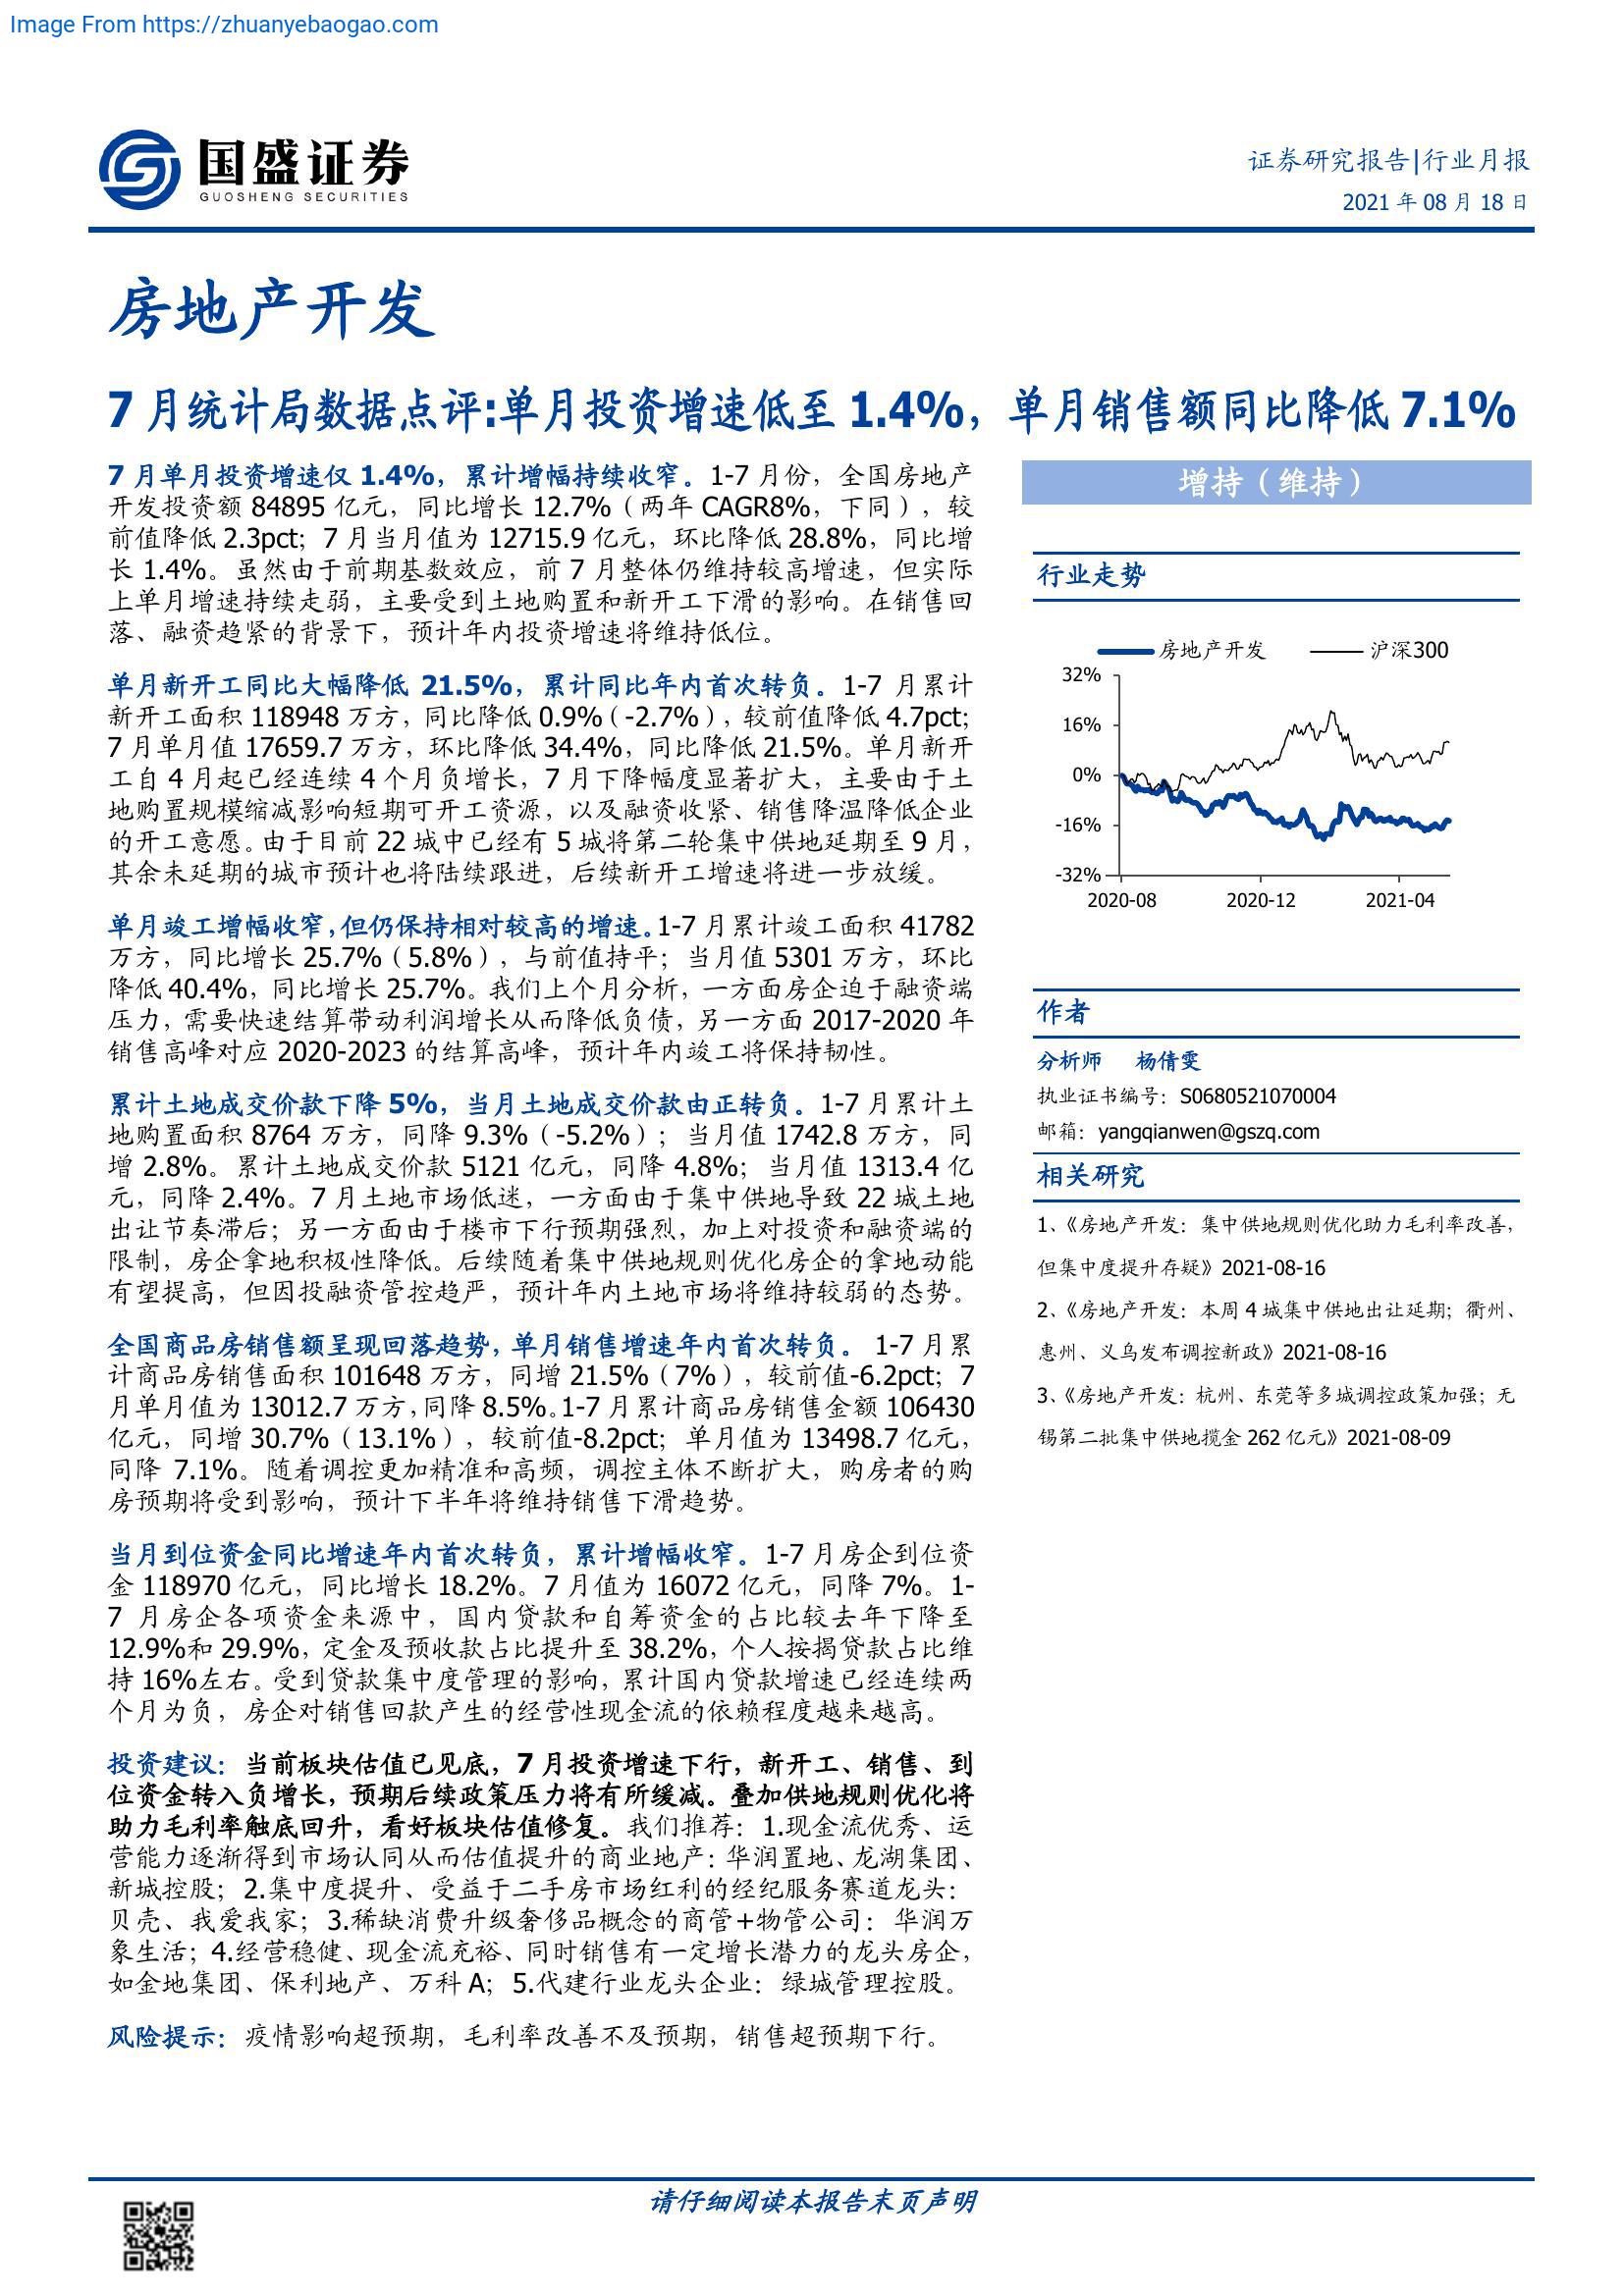 Image From https://zhuanyebaogao.com
国盛证券
GUOSHENG SECURITIES
证券研究报告|行业月报
2021 年 08 月 18 日
房地产开发
7 月统计局数据点评:单月投资增速低至 1.4%，单月销售额同比降低 7.1%
7 月单月投资增速仅 1.4%，累计增幅持续收窄。1-7 月份，全国房地产
开发投资额 84895 亿元，同比增长 12.7%（两年 CAGR8%，下同），较
前值降低 2.3pct；7 月当月值为 12715.9 亿元，环比降低 28.8%，同比增
长 1.4%。虽然由于前期基数效应，前 7 月整体仍维持较高增速，但实际
上单月增速持续走弱，主要受到土地购置和新开工下滑的影响。在销售回
落、融资趋紧的背景下，预计年内投资增速将维持低位。
单月新开工同比大幅降低 21.5%，累计同比年内首次转负。1-7 月累计
新开工面积 118948 万方，同比降低 0.9%（-2.7%），较前值降低 4.7pct；
7 月单月值 17659.7 万方，环比降低 34.4%，同比降低 21.5%。单月新开
工自 4 月起已经连续 4 个月负增长，7 月下降幅度显著扩大，主要由于土
地购置规模缩减影响短期可开工资源，以及融资收紧、销售降温降低企业
的开工意愿。由于目前 22 城中已经有 5 城将第二轮集中供地延期至 9 月，
其余未延期的城市预计也将陆续跟进，后续新开工增速将进一步放缓。
单月竣工增幅收窄，但仍保持相对较高的增速。1-7 月累计竣工面积 41782
万方，同比增长 25.7%（5.8%），与前值持平；当月值 5301 万方，环比
降低 40.4%，同比增长 25.7%。我们上个月分析，一方面房企迫于融资端
压力，需要快速结算带动利润增长从而降低负债，另一方面 2017-2020 年
销售高峰对应 2020-2023 的结算高峰，预计年内竣工将保持韧性。
累计土地成交价款下降 5%，当月土地成交价款由正转负。1-7 月累计土
地购置面积 8764 万方，同降 9.3%（-5.2%）；当月值 1742.8 万方，同
增 2.8%。累计土地成交价款 5121 亿元，同降 4.8%；当月值 1313.4 亿
元，同降 2.4%。7 月土地市场低迷，一方面由于集中供地导致 22 城土地
出让节奏滞后；另一方面由于楼市下行预期强烈，加上对投资和融资端的
限制，房企拿地积极性降低。后续随着集中供地规则优化房企的拿地动能
有望提高，但因投融资管控趋严，预计年内土地市场将维持较弱的态势。
全国商品房销售额呈现回落趋势，单月销售增速年内首次转负。 1-7 月累
计商品房销售面积 101648 万方，同增 21.5%（7%），较前值-6.2pct；7
月单月值为 13012.7 万方，同降 8.5%。1-7 月累计商品房销售金额 106430
亿元，同增 30.7%（13.1%），较前值-8.2pct；单月值为 13498.7 亿元，
同降 7.1%。随着调控更加精准和高频，调控主体不断扩大，购房者的购
房预期将受到影响，预计下半年将维持销售下滑趋势。
当月到位资金同比增速年内首次转负，累计增幅收窄。1-7 月房企到位资
金 118970 亿元，同比增长 18.2%。7 月值为 16072 亿元，同降 7%。1-
7 月房企各项资金来源中，国内贷款和自筹资金的占比较去年下降至
12.9%和 29.9%，定金及预收款占比提升至 38.2%，个人按揭贷款占比维
持 16%左右。受到贷款集中度管理的影响，累计国内贷款增速已经连续两
个月为负，房企对销售回款产生的经营性现金流的依赖程度越来越高。
投资建议：当前板块估值已见底，7 月投资增速下行，新开工、销售、到
位资金转入负增长，预期后续政策压力将有所缓减。叠加供地规则优化将
助力毛利率触底回升，看好板块估值修复。我们推荐：1.现金流优秀、运
营能力逐渐得到市场认同从而估值提升的商业地产：华润置地、龙湖集团、
新城控股；2.集中度提升、受益于二手房市场红利的经纪服务赛道龙头：
贝壳、我爱我家；3.稀缺消费升级奢侈品概念的商管+物管公司：华润万
象生活；4.经营稳健、现金流充裕、同时销售有一定增长潜力的龙头房企，
如金地集团、保利地产、万科 A；5.代建行业龙头企业：绿城管理控股。
风险提示：疫情影响超预期，毛利率改善不及预期，销售超预期下行。
增持（维持）
行业走势
房地产开发 沪深300
32%
16%
0%
-16%
-32%
2020-08 2020-12 2021-04
作者
分析师 杨倩雯
执业证书编号：S0680521070004
邮箱：yangqianwen@gszq.com
相关研究
1、《房地产开发：集中供地规则优化助力毛利率改善，
但集中度提升存疑》2021-08-16
2、《房地产开发：本周 4 城集中供地出让延期；衢州、
惠州、义乌发布调控新政》2021-08-16
3、《房地产开发：杭州、东莞等多城调控政策加强；无
锡第二批集中供地揽金 262 亿元》2021-08-09
请仔细阅读本报告末页声明